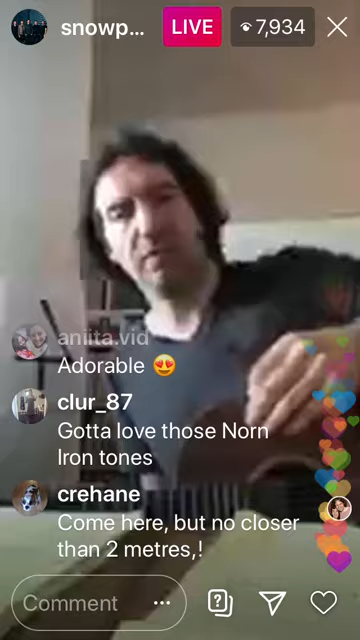 snowp...
LIVE
7,934
aniita.vid
Adorable 😍
clur_87
Gotta love those Norn
Iron tones
crehane
Come here, but no closer
than 2 metres,!
Comment